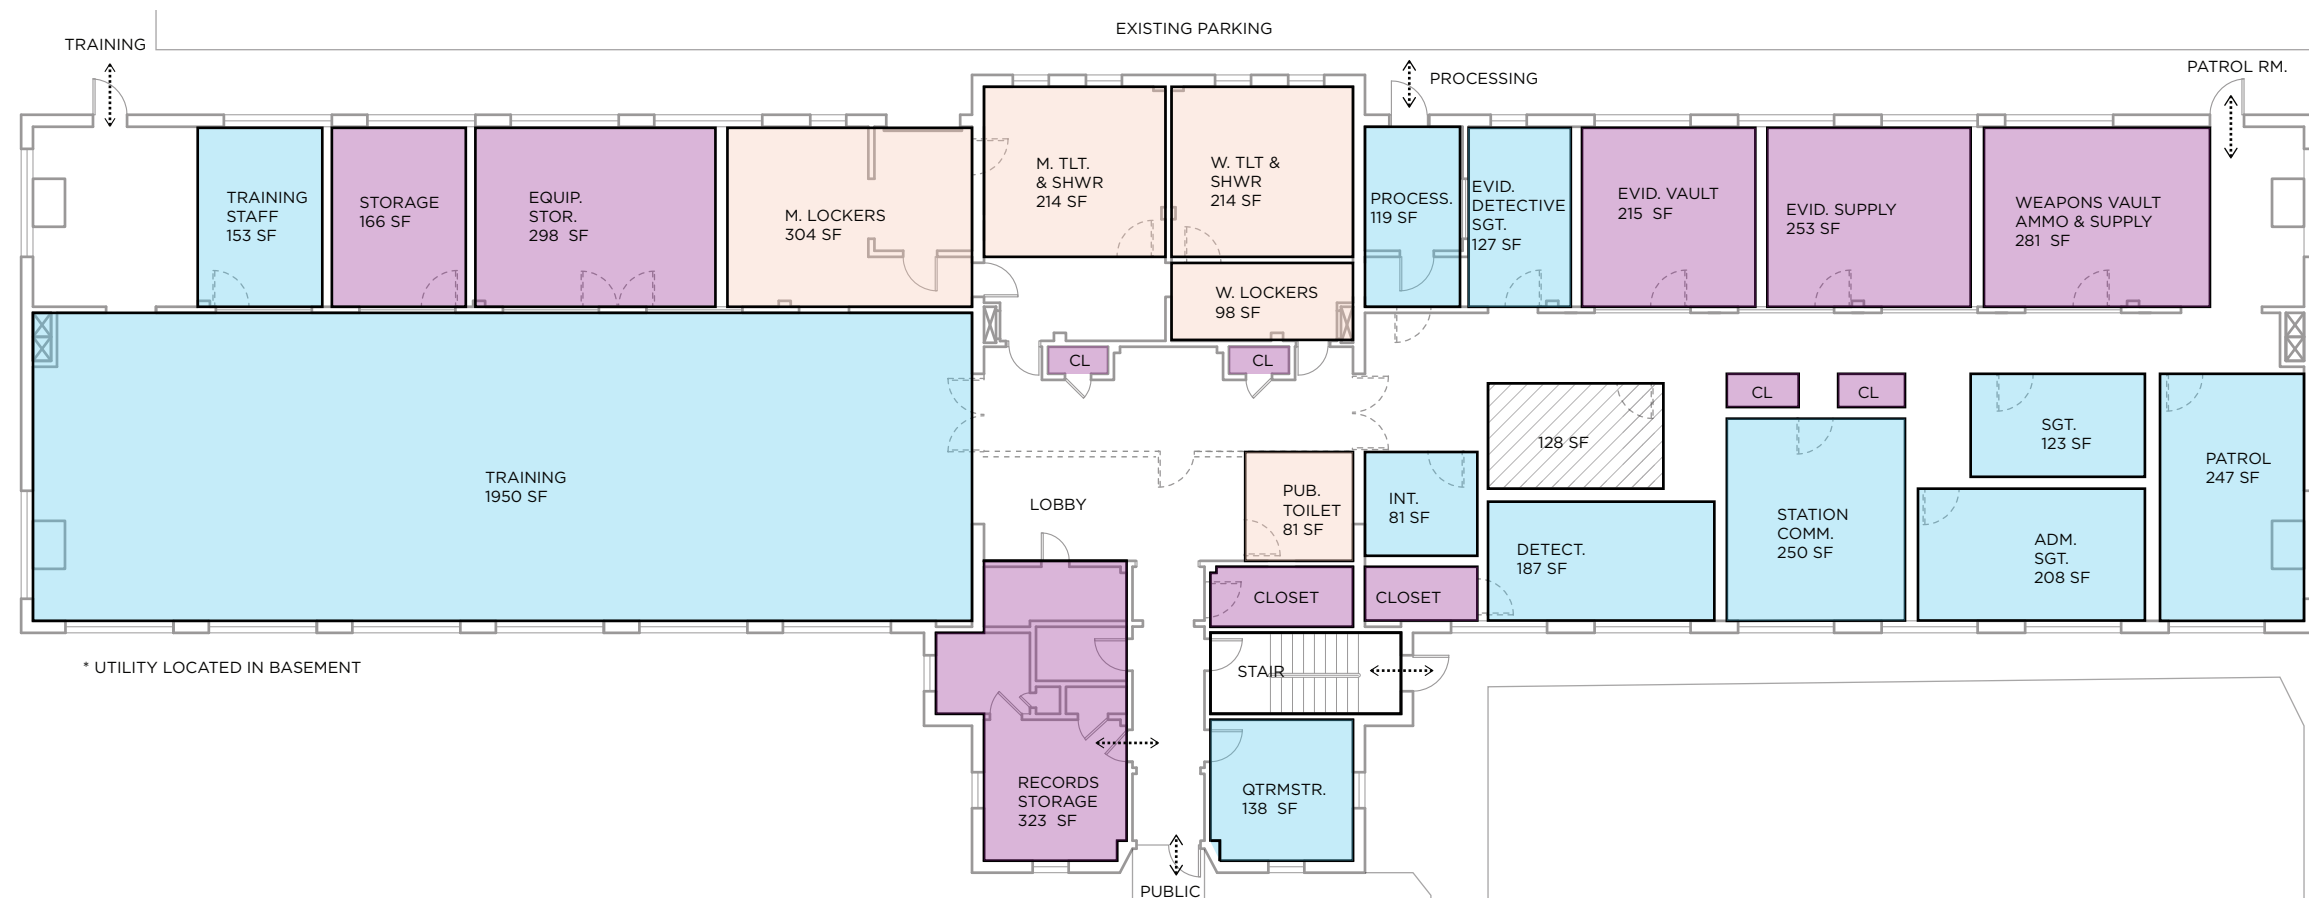 EXISTING PARKING
TRAINING
PROCESSING
PATROL RM.
TRAINING
STAFF
153 SF
STORAGE
166 SF
EQUIP.
STOR.
298 SF
M. LOCKERS
304 SF
M. TLT.
& SHWR
214 SF
W. TLT &
SHWR
214 SF
W. LOCKERS
98 SF
PROCESS.
119 SF
EVID.
DETECTIVE
SGT.
127 SF
EVID. VAULT
215 SF
EVID. SUPPLY
253 SF
WEAPONS VAULT
AMMO & SUPPLY
281 SF
CL
CL
CL
CL
TRAINING
1950 SF
LOBBY
PUB.
TOILET
81 SF
INT.
81 SF
128 SF
DETECT.
187 SF
STATION
COMM.
250 SF
SGT.
123 SF
ADM.
SGT.
208 SF
PATROL
247 SF
CLOSET
CLOSET
STAIR
* UTILITY LOCATED IN BASEMENT
RECORDS
STORAGE
323 SF
QTRMSTR.
138 SF
PUBLIC